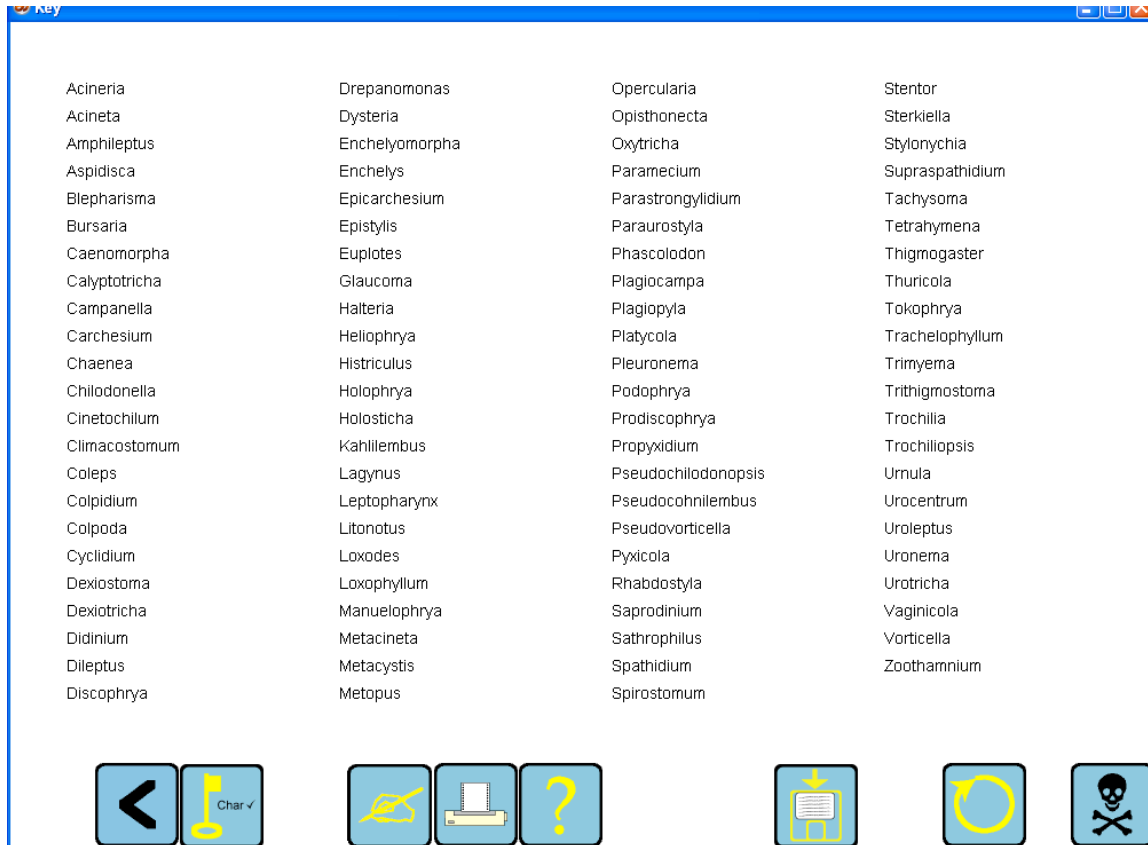 Key
Acineria
Acineta
Amphileptus
Aspidisca
Blepharisma
Bursaria
Caenomorpha
Calyptotricha
Campanella
Carchesium
Chaenea
Chilodonella
Cinetochilum
Climacostomum
Coleps
Colpidium
Colpoda
Cyclidium
Dexiostoma
Dexiotricha
Didinium
Dileptus
Discophrya
Drepanomonas
Dysteria
Enchelyomorpha
Enchelys
Epicarchesium
Epistylis
Euplotes
Glaucoma
Halteria
Heliophrya
Histriculus
Holophrya
Holosticha
Kahlilembus
Lagynus
Leptopharynx
Litonotus
Loxodes
Loxophyllum
Manuelophrya
Metacineta
Metacystis
Metopus
Opercularia
Opisthonecta
Oxytricha
Paramecium
Parastrongylidium
Paraurostyla
Phascolodon
Plagiocampa
Plagiopyla
Platycola
Pleuronema
Podophrya
Prodiscophrya
Propyxidium
Pseudochilodonopsis
Pseudocohnilembus
Pseudovorticella
Pyxicola
Rhabdostyla
Saprodinium
Sathrophilus
Spathidium
Spirostomum
Stentor
Sterkiella
Stylonychia
Supraspathidium
Tachysoma
Tetrahymena
Thigmogaster
Thuricola
Tokophrya
Trachelophyllum
Trimyema
Trithigmostoma
Trochilia
Trochiliopsis
Urnula
Urocentrum
Uroleptus
Uronema
Urotricha
Vaginicola
Vorticella
Zoothamnium
< Char ✓ ?